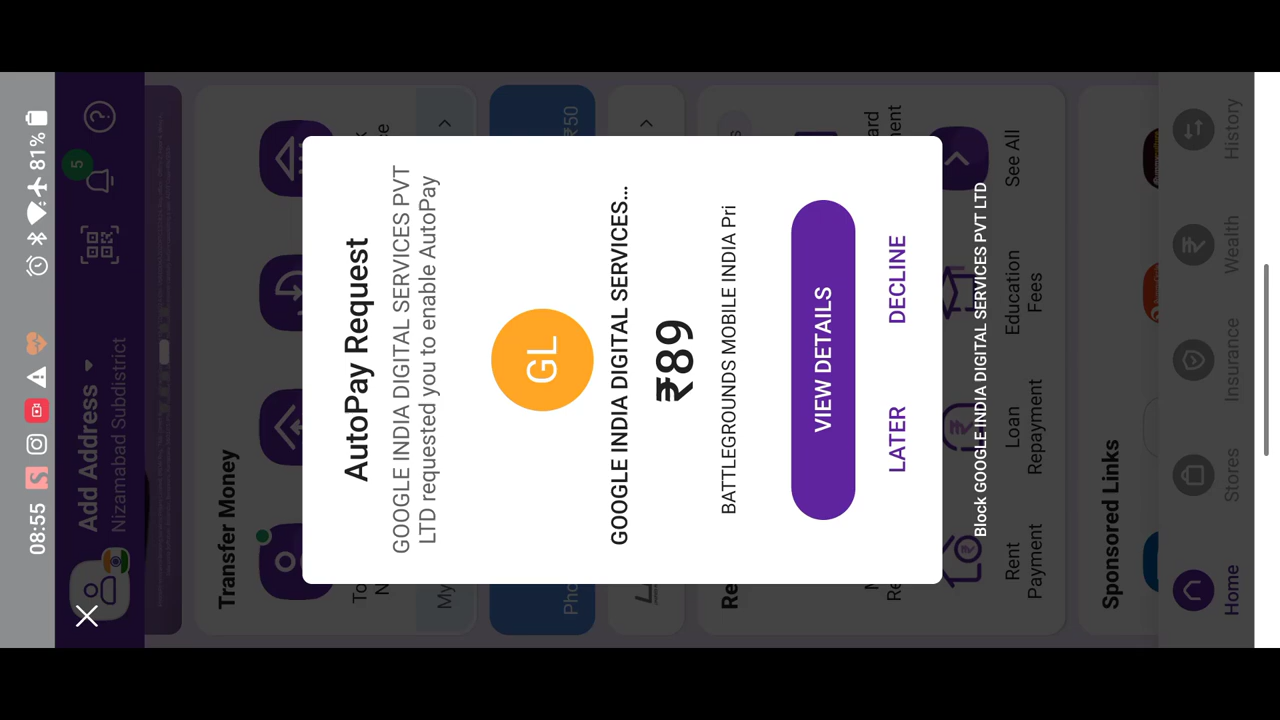 08:55
81%
Add Address
Nizamabad Subdistrict
5
Transfer Money
My
₹50
See All
Rent
Payment
Loan
Repayment
Education
Fees
Sponsored Links
Home
Stores
Insurance
Wealth
History
AutoPay Request
GOOGLE INDIA DIGITAL SERVICES PVT
LTD requested you to enable AutoPay
GL
GOOGLE INDIA DIGITAL SERVICES...
₹89
BATTLEGROUNDS MOBILE INDIA Pri
VIEW DETAILS
LATER DECLINE
Block GOOGLE INDIA DIGITAL SERVICES PVT LTD